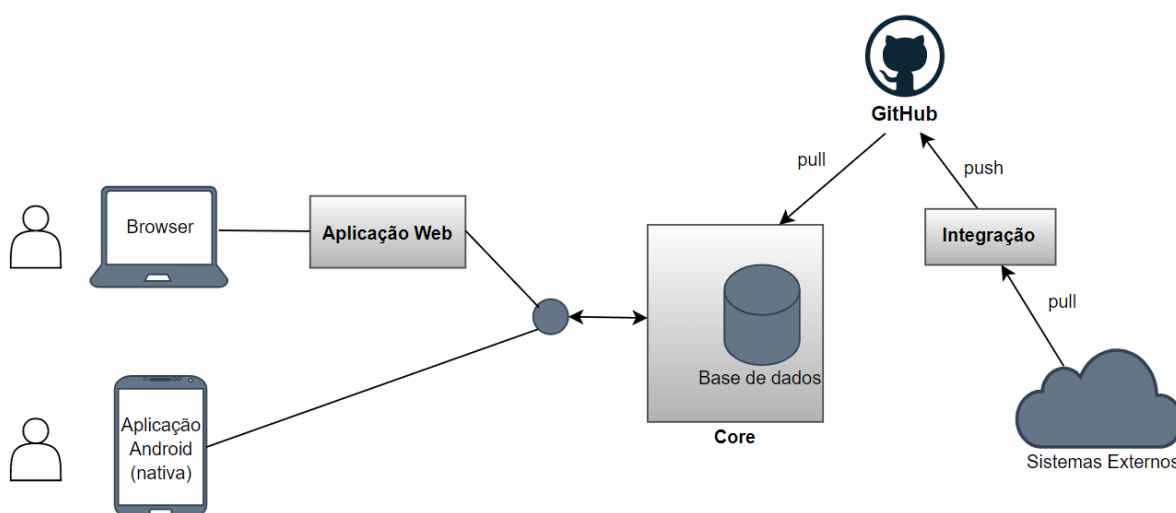 GitHub
pull
push
Browser
Aplicação Web
Integração
pull
Base de dados
Aplicação
Android
(nativa)
Core
Sistemas Externos